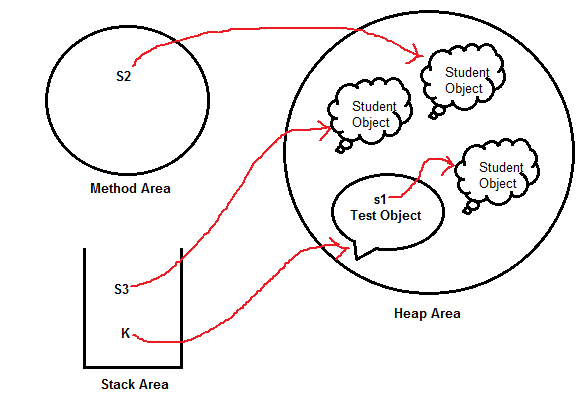 S2
Method Area
Student
Object
Student
Object
Student
Object
s1
Test Object
Heap Area
S3
K
Stack Area